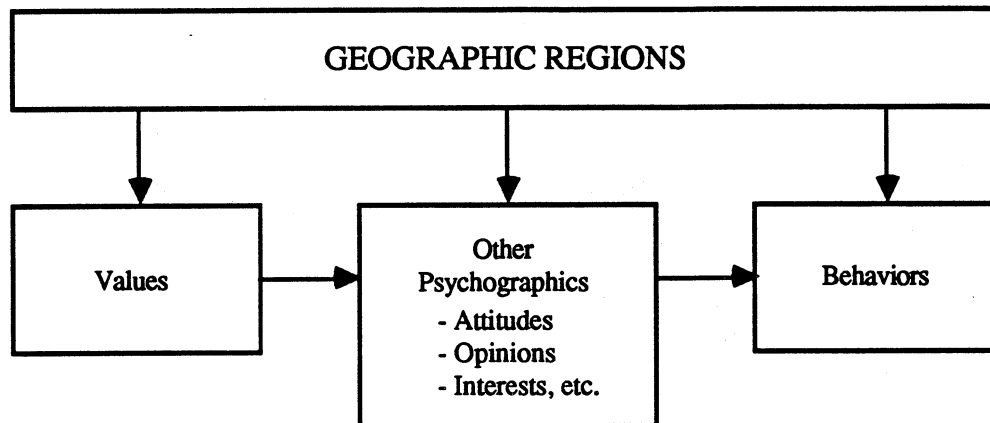 GEOGRAPHIC REGIONS
Values
Other
Psychographics
- Attitudes
- Opinions
- Interests, etc.
Behaviors